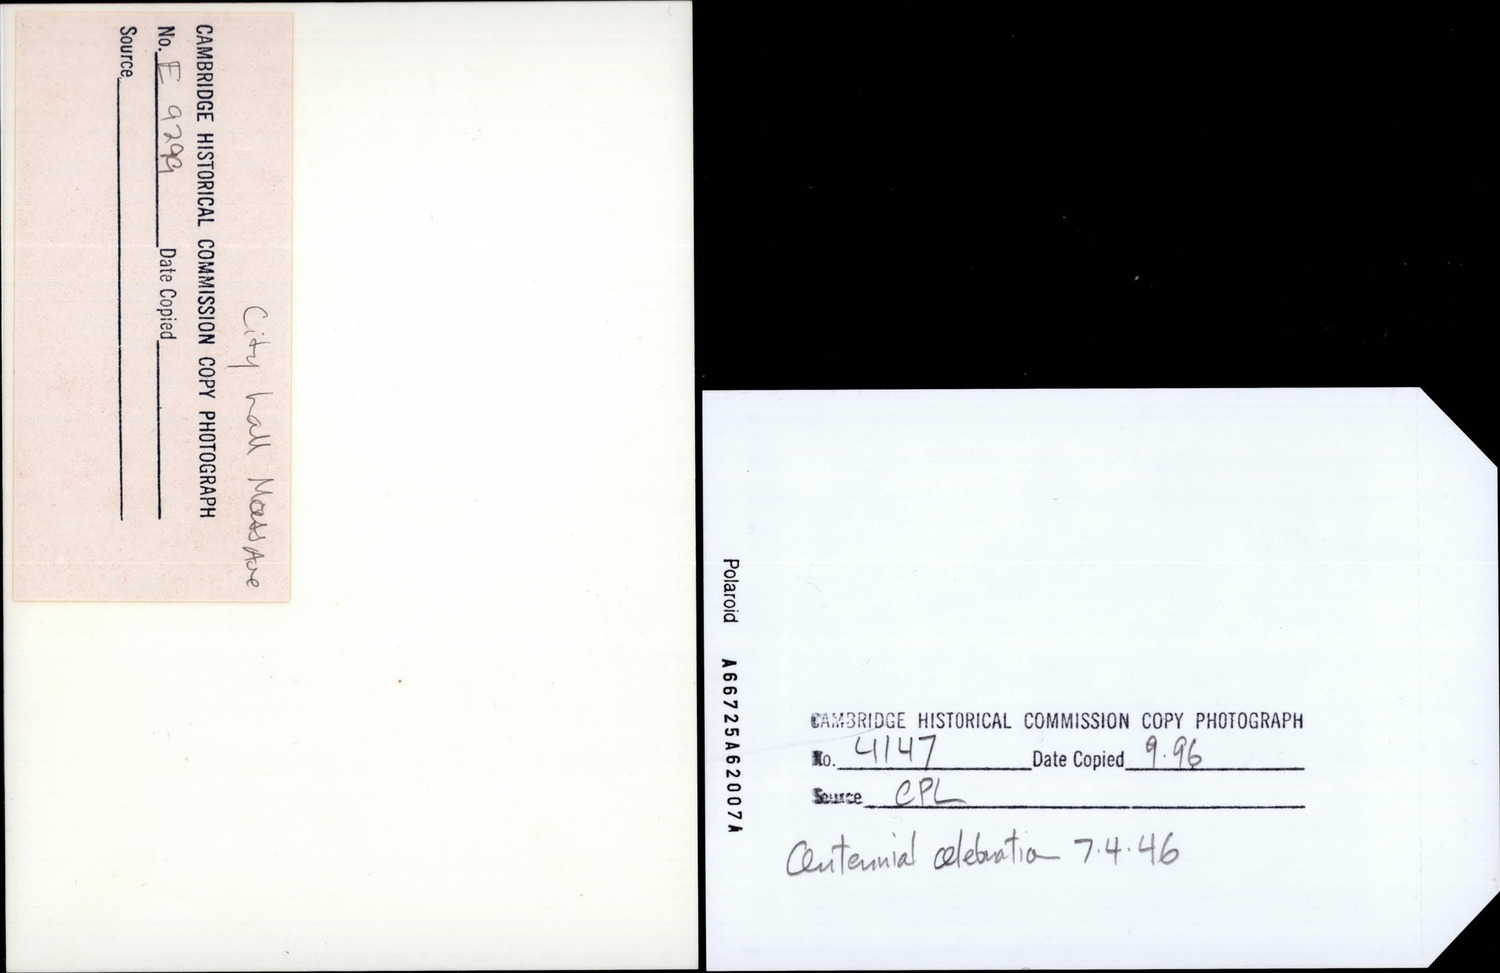 City hall Mass Ave
CAMBRIDGE HISTORICAL COMMISSION COPY PHOTOGRAPH
No. E 9299 Date Copied
Source
Polaroid A66725A62007A
CAMBRIDGE HISTORICAL COMMISSION COPY PHOTOGRAPH
No. 4147 Date Copied 9.96
Source CPL
Centennial celebration 7.4.46